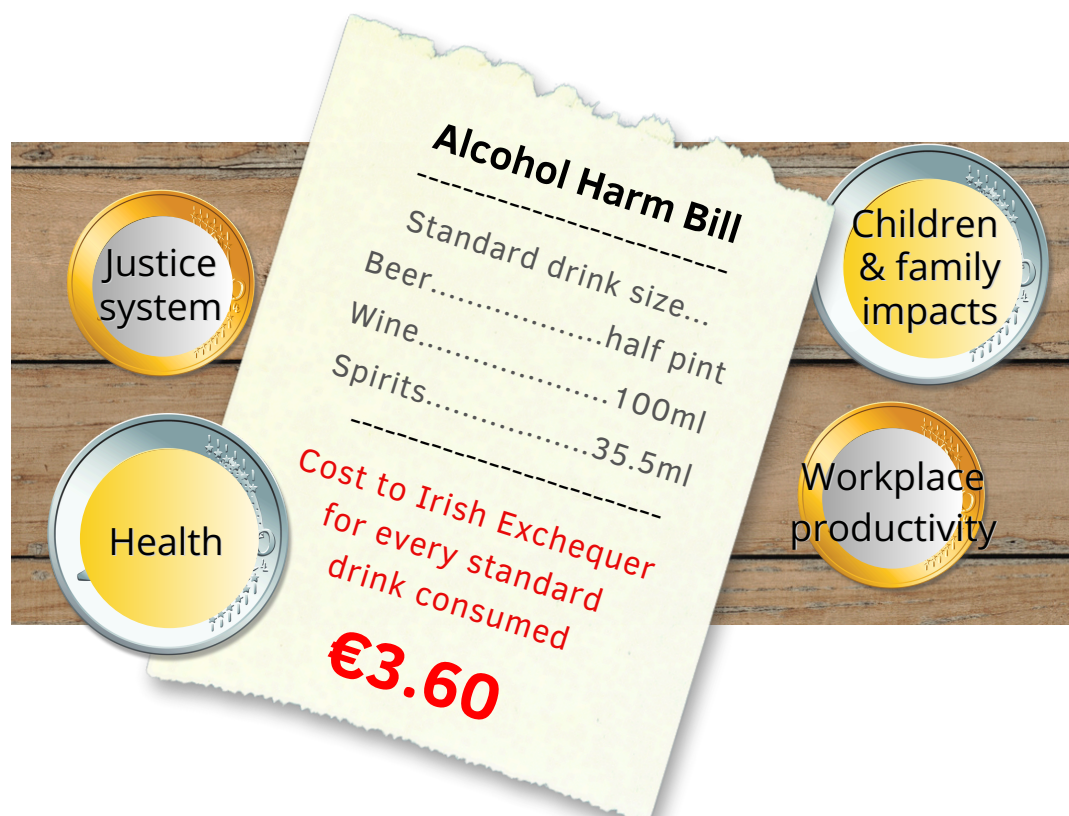 Alcohol Harm Bill
Standard drink size...
Beer......................half pint
Wine........................100ml
Spirits.....................35.5ml
Cost to Irish Exchequer
for every standard
drink consumed
€3.60
Justice
system
Health
Children
& family
impacts
Workplace
productivity